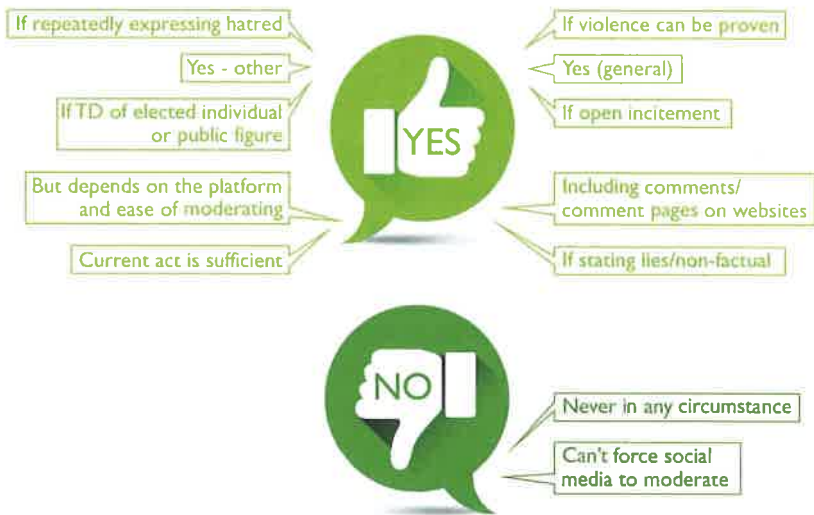 If repeatedly expressing hatred
Yes - other
If TD of elected individual
or public figure
But depends on the platform
and ease of moderating
Current act is sufficient
YES
If violence can be proven
Yes (general)
If open incitement
Including comments/
comment pages on websites
If stating lies/non-factual
NO
Never in any circumstance
Can't force social
media to moderate